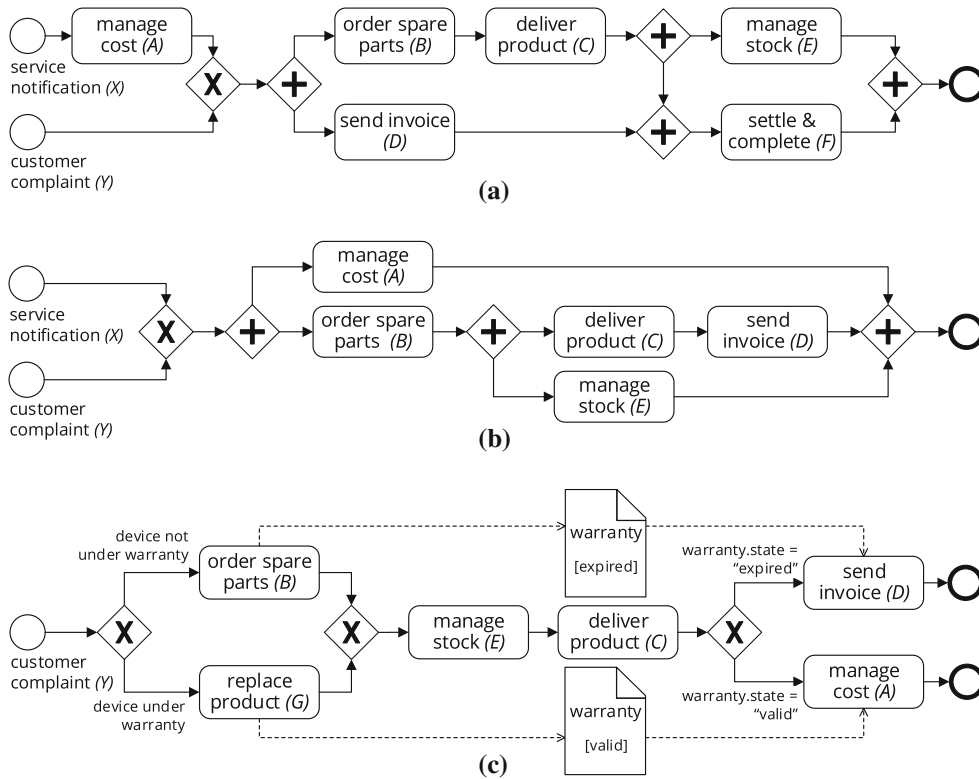 manage
cost (A)
order spare
parts (B)
deliver
product (C)
manage
stock (E)
service
notification (X)
X
send invoice
(D)
settle &
complete (F)
customer
complaint (Y)
(a)
manage
cost (A)
service
notification (X)
X
order spare
parts (B)
deliver
product (C)
send
invoice (D)
manage
stock (E)
customer
complaint (Y)
(b)
device not
under warranty
order spare
parts (B)
warranty
[expired]
warranty.state =
“expired”
send
invoice (D)
customer
complaint (Y)
X
X
manage
stock (E)
deliver
product (C)
X
device under
warranty
replace
product (G)
warranty
[valid]
warranty.state =
“valid”
manage
cost (A)
(c)